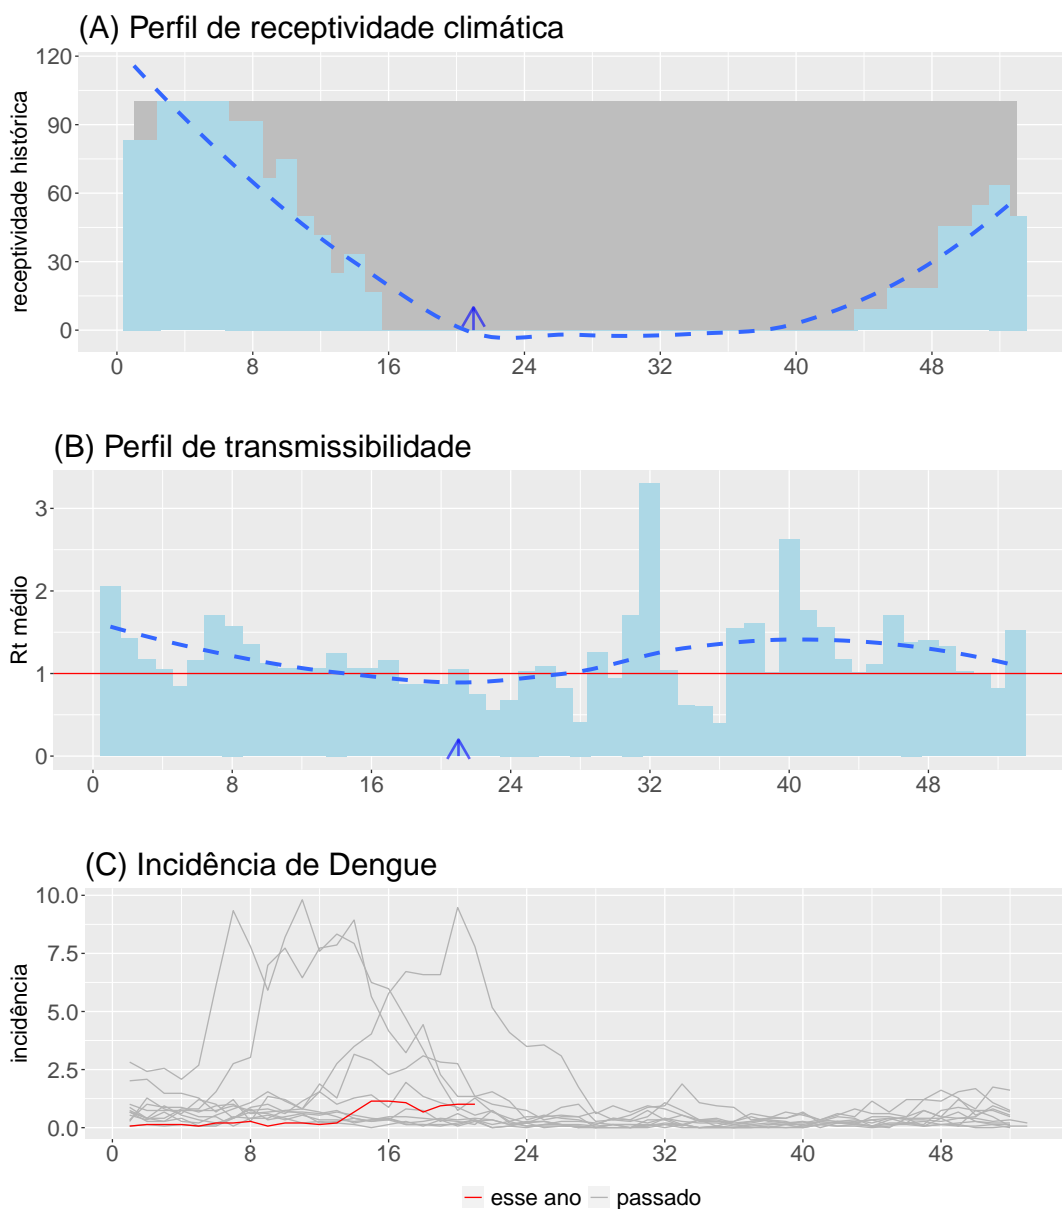 (A) Perfil de receptividade climática
receptividade histórica
120
90
60
30
0
0 8 16 24 32 40 48
(B) Perfil de transmissibilidade
Rt médio
3
2
1
0
0 8 16 24 32 40 48
(C) Incidência de Dengue
incidência
10.0
7.5
5.0
2.5
0.0
0 8 16 24 32 40 48
esse ano passado